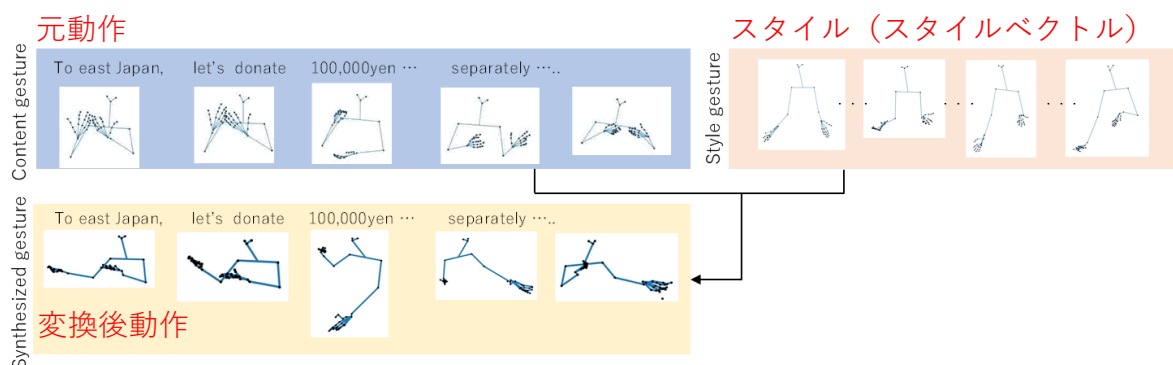 元動作
スタイル（スタイルベクトル）
Content gesture
To east Japan, let's donate 100,000yen … separately …..
Style gesture
· · · · · · · · ·
Synthesized gesture
To east Japan, let's donate 100,000yen … separately …..
変換後動作